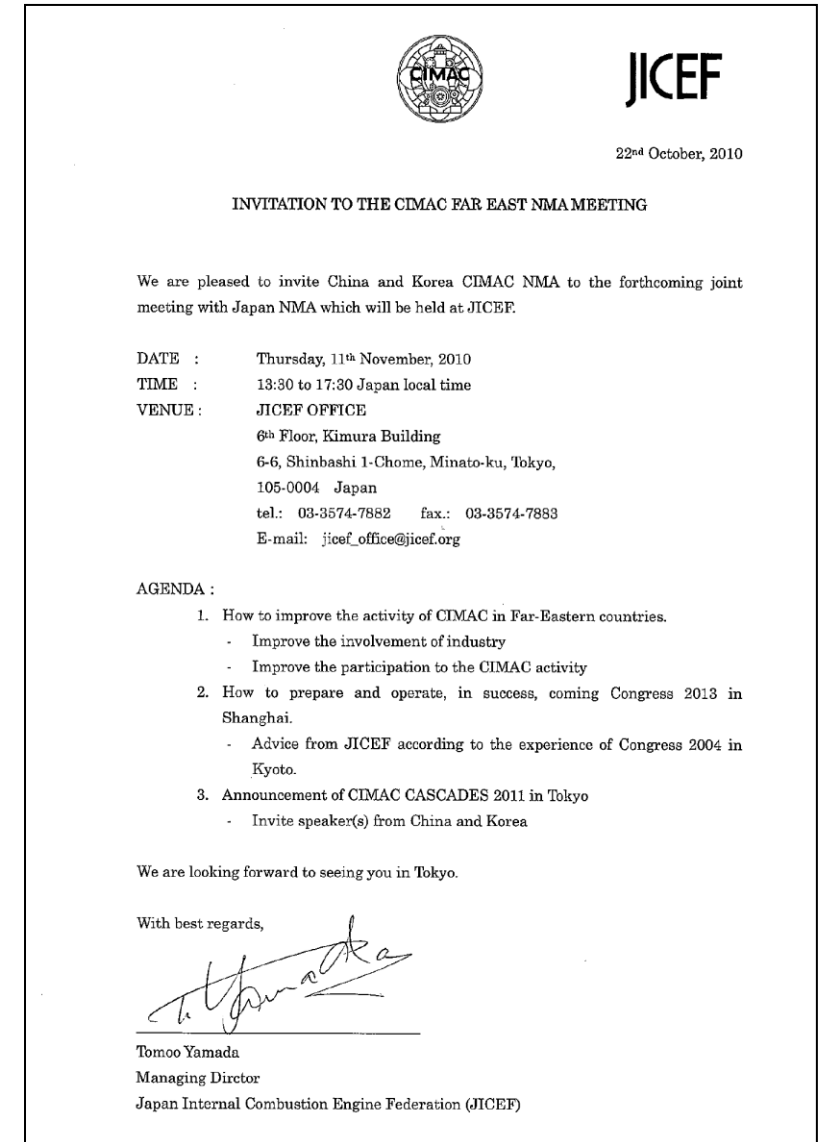 CIMAC
JICEF
22nd October, 2010
INVITATION TO THE CIMAC FAR EAST NMA MEETING
We are pleased to invite China and Korea CIMAC NMA to the forthcoming joint
meeting with Japan NMA which will be held at JICEF.
DATE : Thursday, 11th November, 2010
TIME : 13:30 to 17:30 Japan local time
VENUE : JICEF OFFICE
6th Floor, Kimura Building
6-6, Shinbashi 1-Chome, Minato-ku, Tokyo,
105-0004 Japan
tel.: 03-3574-7882 fax.: 03-3574-7883
E-mail: jicef_office@jicef.org
AGENDA :
1. How to improve the activity of CIMAC in Far-Eastern countries.
- Improve the involvement of industry
- Improve the participation to the CIMAC activity
2. How to prepare and operate, in success, coming Congress 2013 in
Shanghai.
- Advice from JICEF according to the experience of Congress 2004 in
Kyoto.
3. Announcement of CIMAC CASCADES 2011 in Tokyo
- Invite speaker(s) from China and Korea
We are looking forward to seeing you in Tokyo.
With best regards,
Tomoo Yamada
Managing Dirctor
Japan Internal Combustion Engine Federation (JICEF)